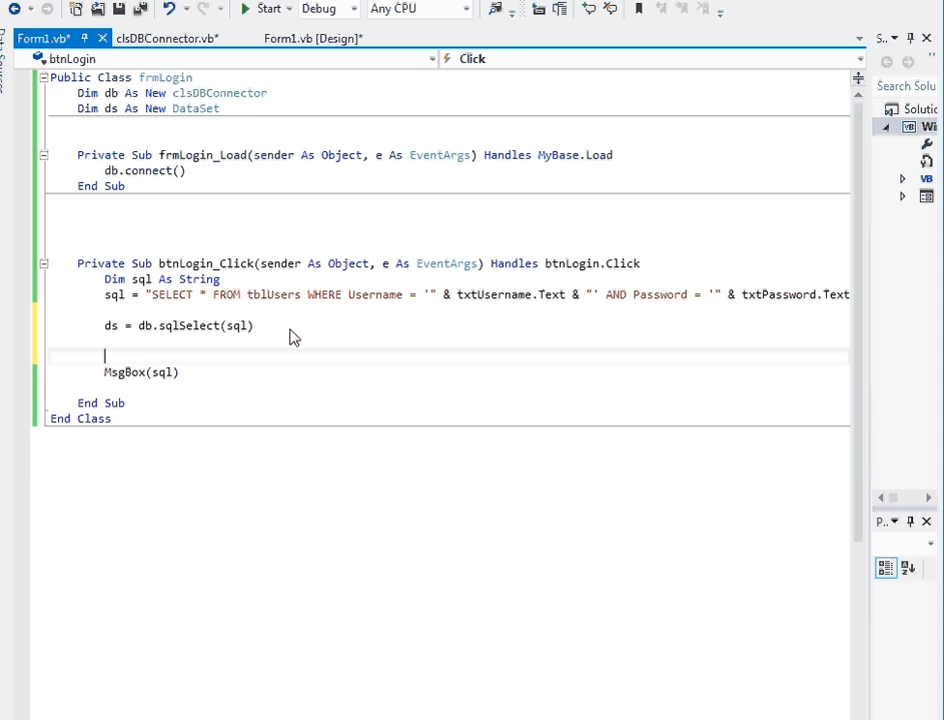 Start Debug Any CPU
Form1.vb* clsDBConnector.vb* Form1.vb [Design]* S..
btnLogin Click
Public Class frmLogin
Dim db As New clsDBConnector
Search Solu
Dim ds As New DataSet
Solutio
VB Wi
Private Sub frmLogin_Load(sender As Object, e As EventArgs) Handles MyBase.Load
db.connect()
VB
End Sub
Private Sub btnLogin_Click(sender As Object, e As EventArgs) Handles btnLogin.Click
Dim sql As String
sql = "SELECT * FROM tblUsers WHERE Username = '" & txtUsername.Text & "' AND Password = '" & txtPassword.Text
ds = db.sqlSelect(sql)
MsgBox(sql)
End Sub
End Class
P..